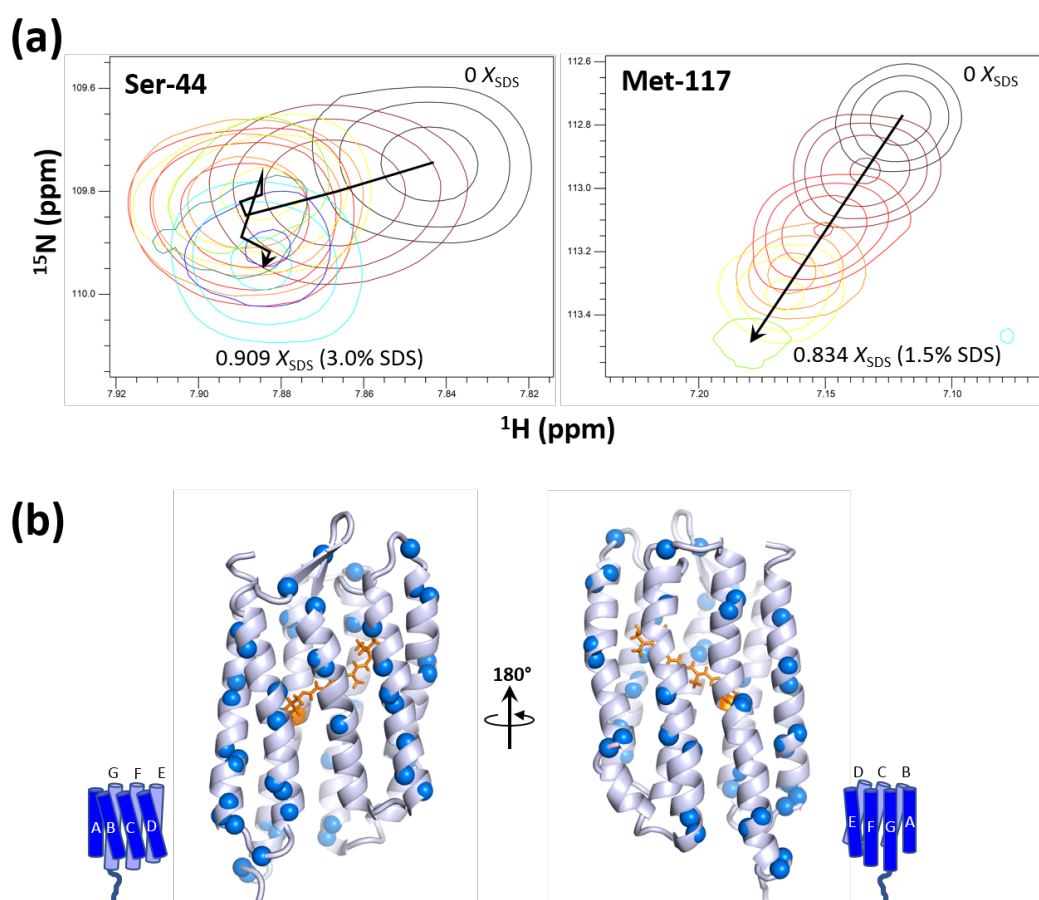 (a)
Ser-44
0 XSDS
Met-117
0 XSDS
109.6
109.8
110.0
112.6
112.8
113.0
113.2
113.4
15N (ppm)
0.909 XSDS (3.0% SDS)
0.834 XSDS (1.5% SDS)
7.92 7.90 7.88 7.86 7.84 7.82
7.20 7.15 7.10
1H (ppm)
(b)
180°
G F E
A B C D
D C B
E F G A